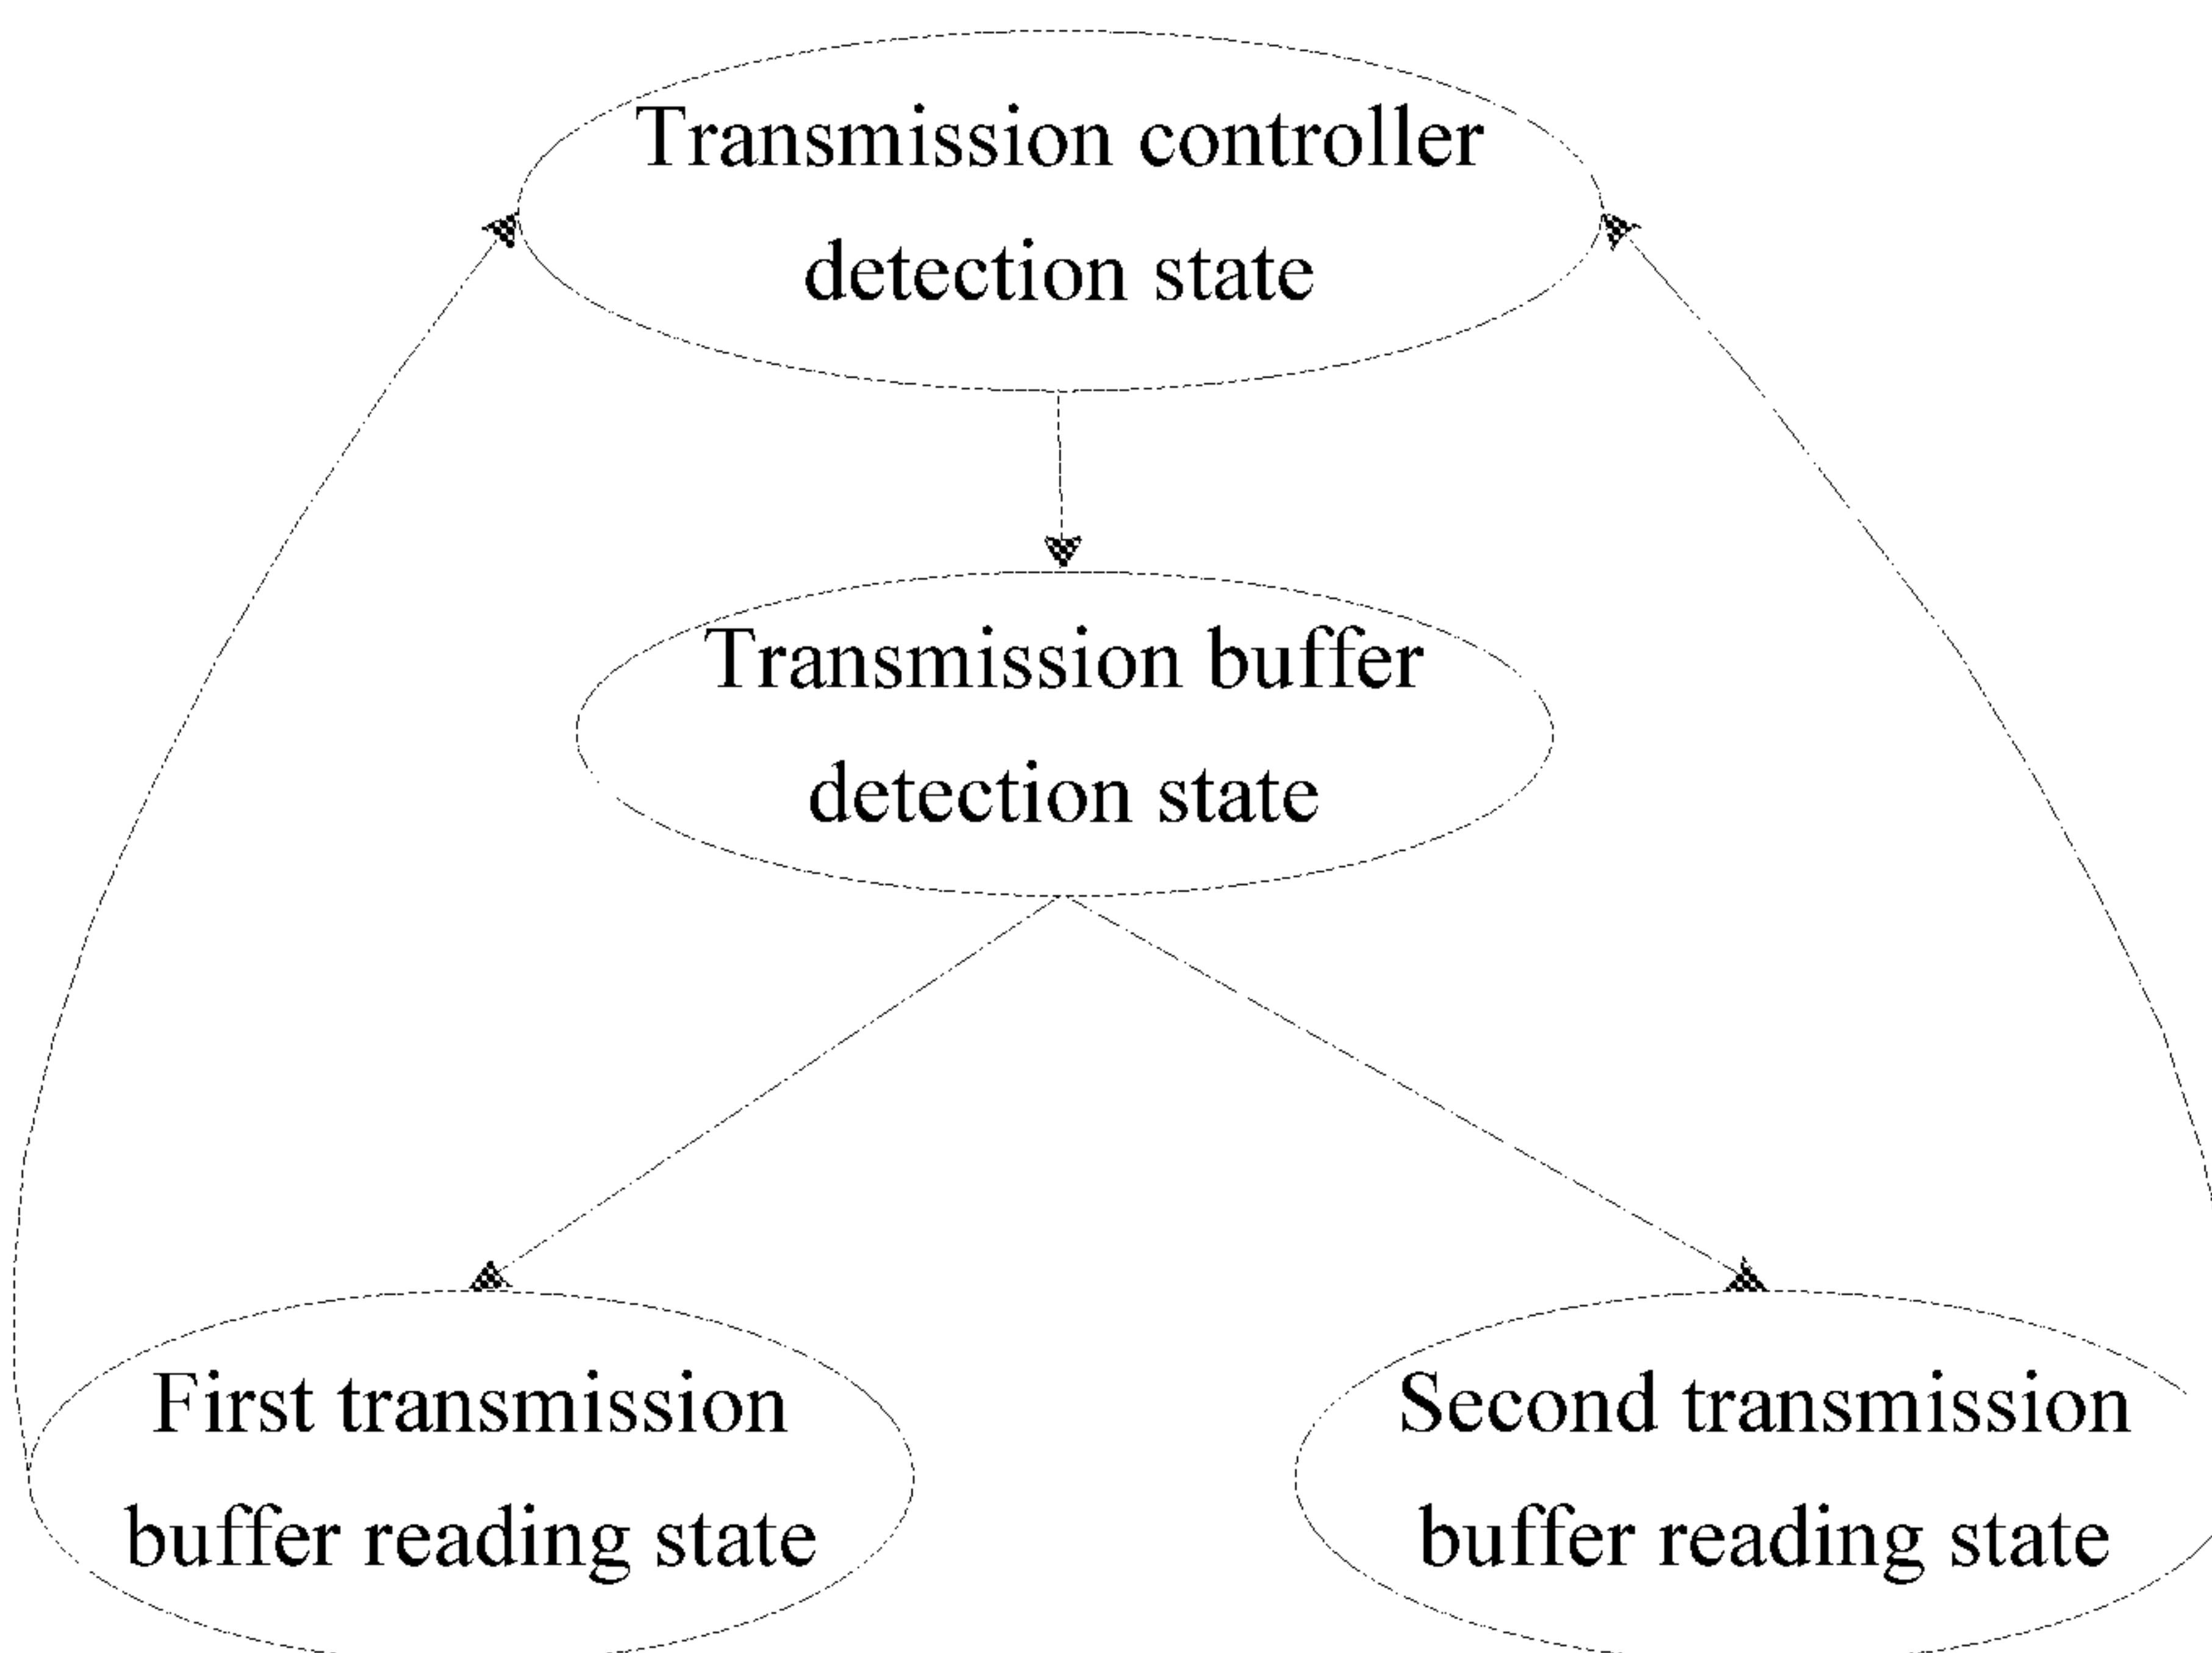 Transmission controller
detection state
Transmission buffer
detection state
First transmission
buffer reading state
Second transmission
buffer reading state